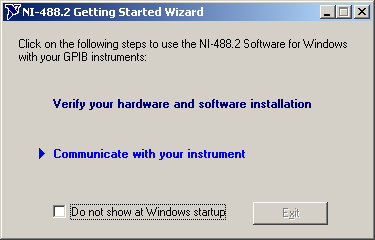 NI-488.2 Getting Started Wizard
Click on the following steps to use the NI-488.2 Software for Windows
with your GPIB instruments:
Verify your hardware and software installation
Communicate with your instrument
Do not show at Windows startup
Exit